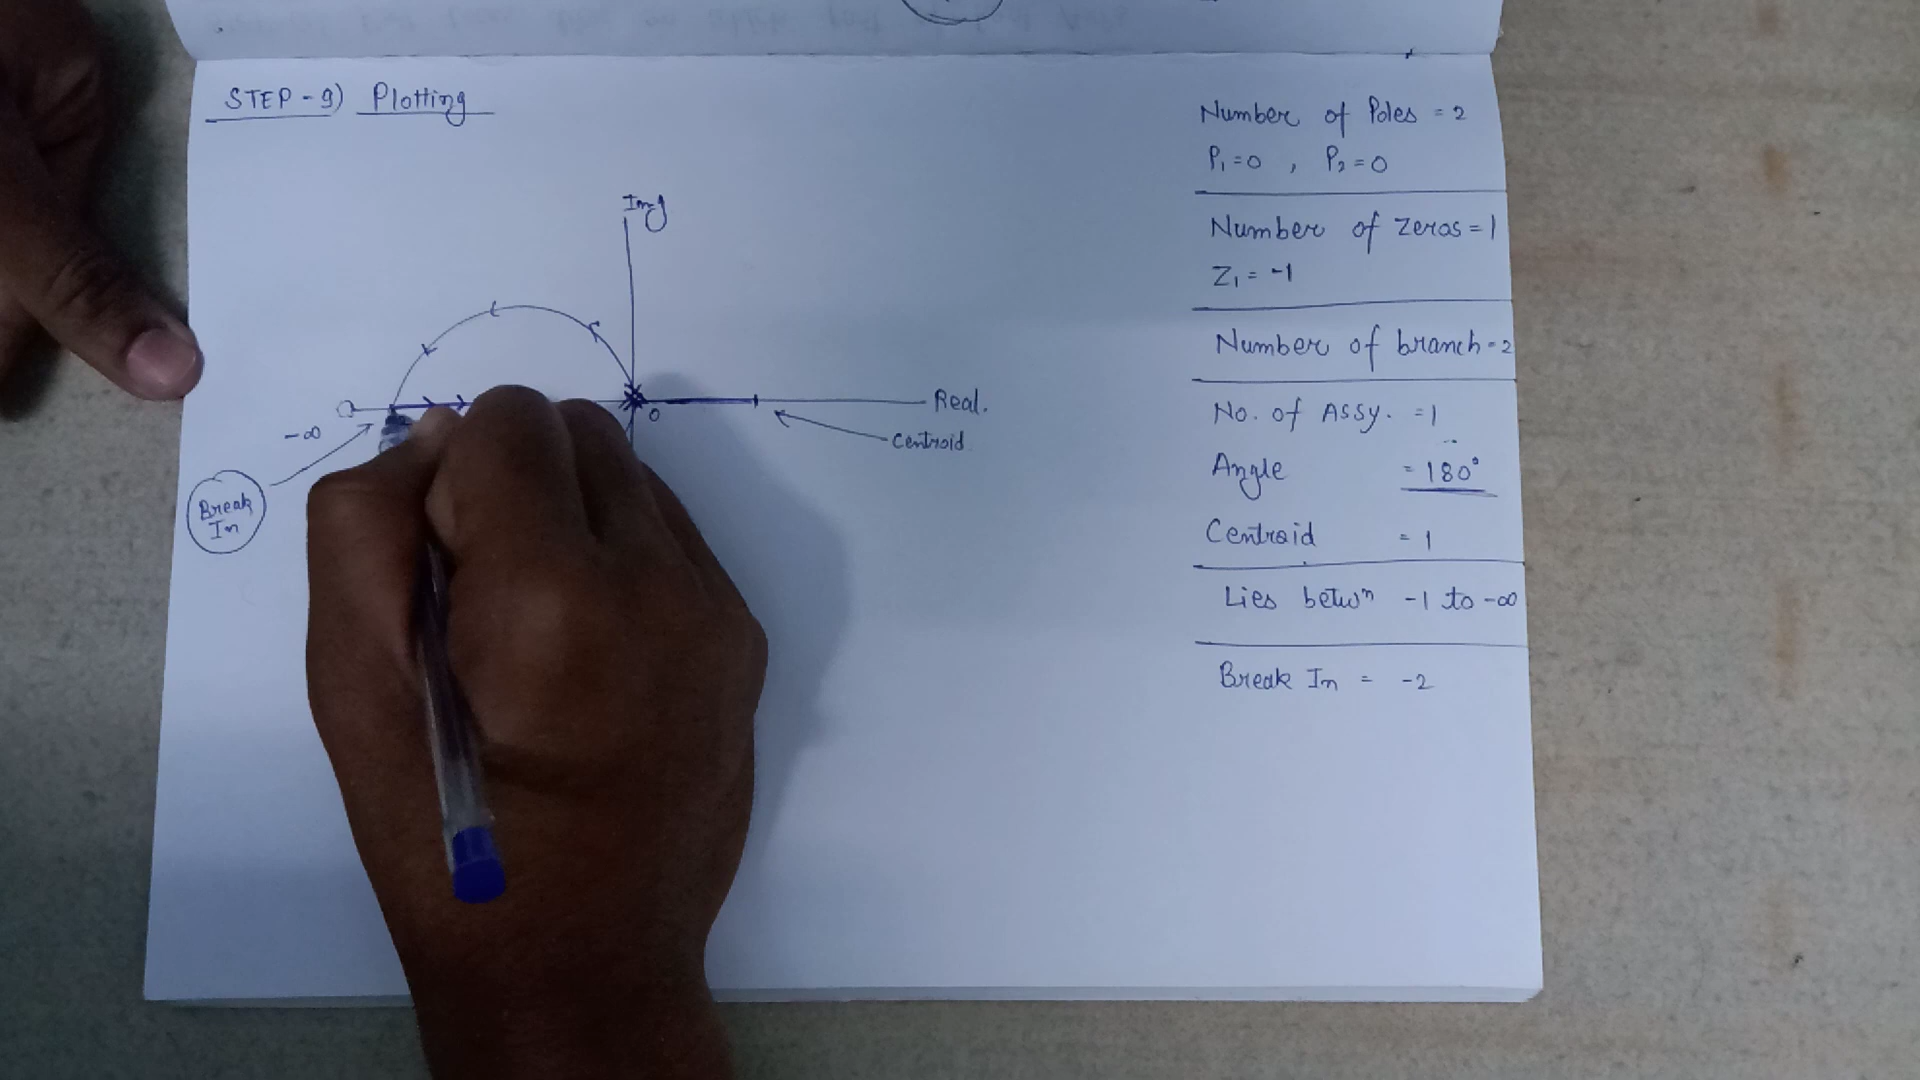 STEP-9) Plotting
Img
0
Real.
Centroid
-∞
Break
In
Number of Poles = 2
P₁=0 , P₂=0
Number of zeros=1
Z₁=-1
Number of branch=2
No. of Assy. =1
Angle =180°
Centroid = 1
Lies betwⁿ -1 to -∞
Break In = -2